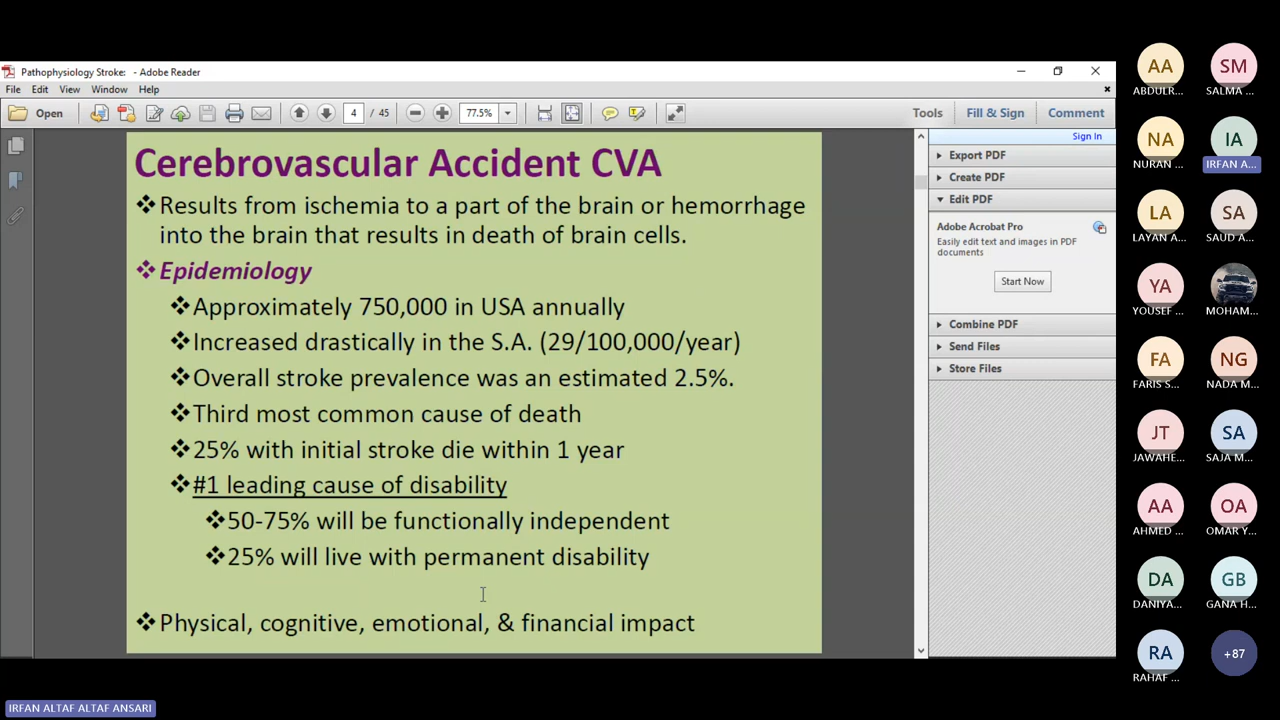 Pathophysiology Stroke:   - Adobe Reader
File Edit View Window Help
Open 4 / 45 77.5% Tools Fill & Sign Comment
Sign In
Cerebrovascular Accident CVA
Results from ischemia to a part of the brain or hemorrhage
into the brain that results in death of brain cells.
Epidemiology
Approximately 750,000 in USA annually
Increased drastically in the S.A. (29/100,000/year)
Overall stroke prevalence was an estimated 2.5%.
Third most common cause of death
25% with initial stroke die within 1 year
#1 leading cause of disability
50-75% will be functionally independent
25% will live with permanent disability
Physical, cognitive, emotional, & financial impact
Export PDF
Create PDF
Edit PDF
Adobe Acrobat Pro
Easily edit text and images in PDF
documents
Start Now
Combine PDF
Send Files
Store Files
AA SM
ABDULR... SALMA ...
NA IA
NURAN ... IRFAN A...
LA SA
LAYAN A... SAUD A...
YA
YOUSEF ... MOHAM...
FA NG
FARIS S... NADA M...
JT SA
JAWAHE... SAJA M...
AA OA
AHMED ... OMAR Y...
DA GB
DANIYA... GANA H...
RA +87
RAHAF ...
IRFAN ALTAF ALTAF ANSARI